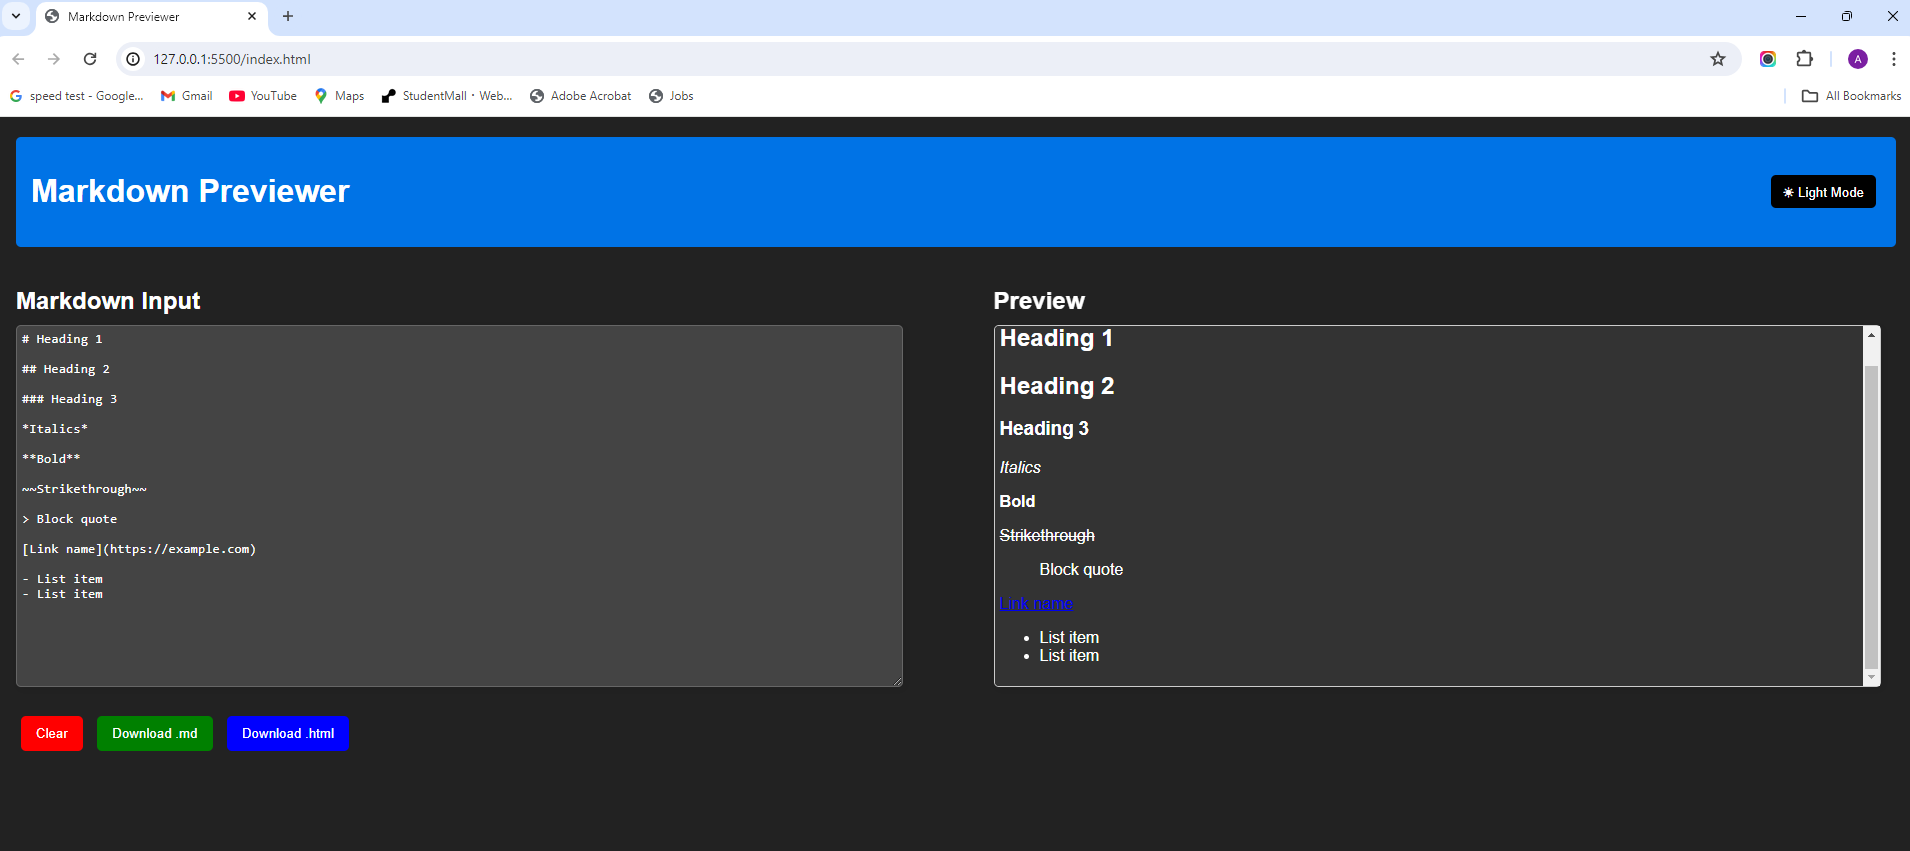 Markdown Previewer
127.0.0.1:5500/index.html
A
speed test - Google...
Gmail
YouTube
Maps
StudentMall • Web...
Adobe Acrobat
Jobs
All Bookmarks
Markdown Previewer
☀ Light Mode
Markdown Input
# Heading 1
## Heading 2
### Heading 3
*Italics*
**Bold**
~~Strikethrough~~
> Block quote
[Link name](https://example.com)
- List item
- List item
Preview
Heading 1
Heading 2
Heading 3
Italics
Bold
Strikethrough
Block quote
Link name
• List item
• List item
Clear
Download .md
Download .html